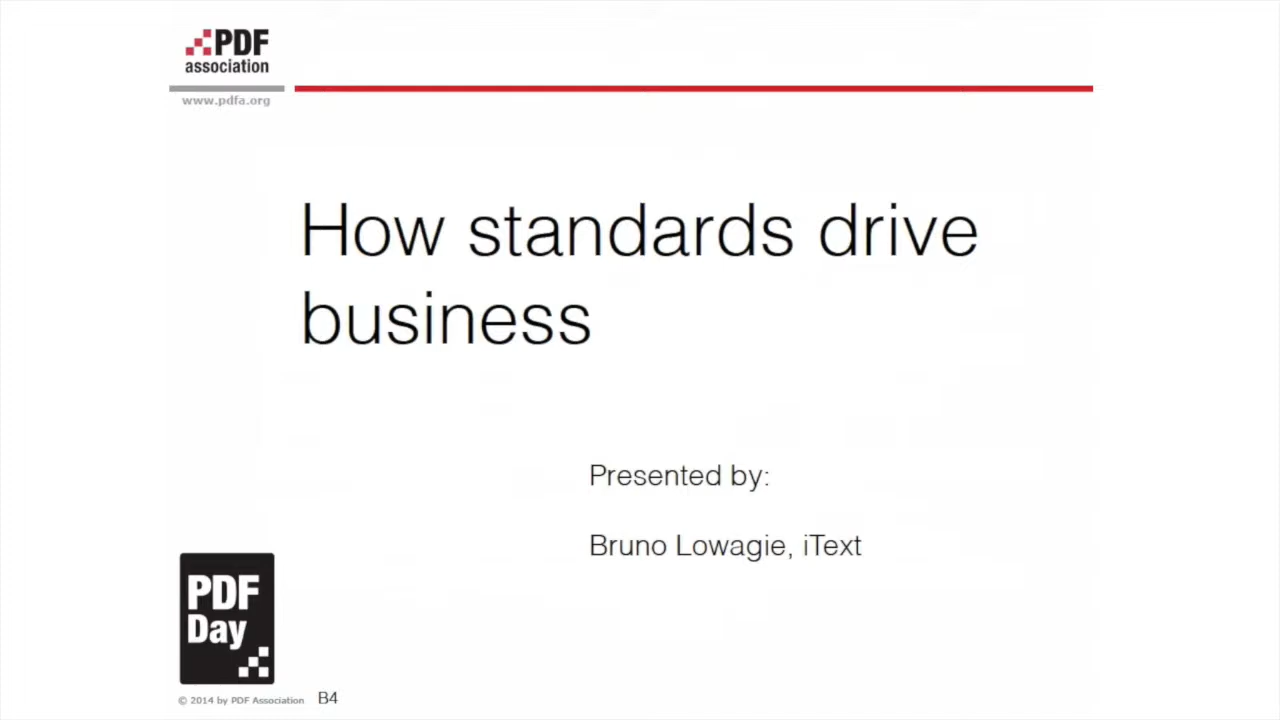 PDF
association
www.pdfa.org
How standards drive
business
Presented by:
Bruno Lowagie, iText
PDF
Day
© 2014 by PDF Association B4